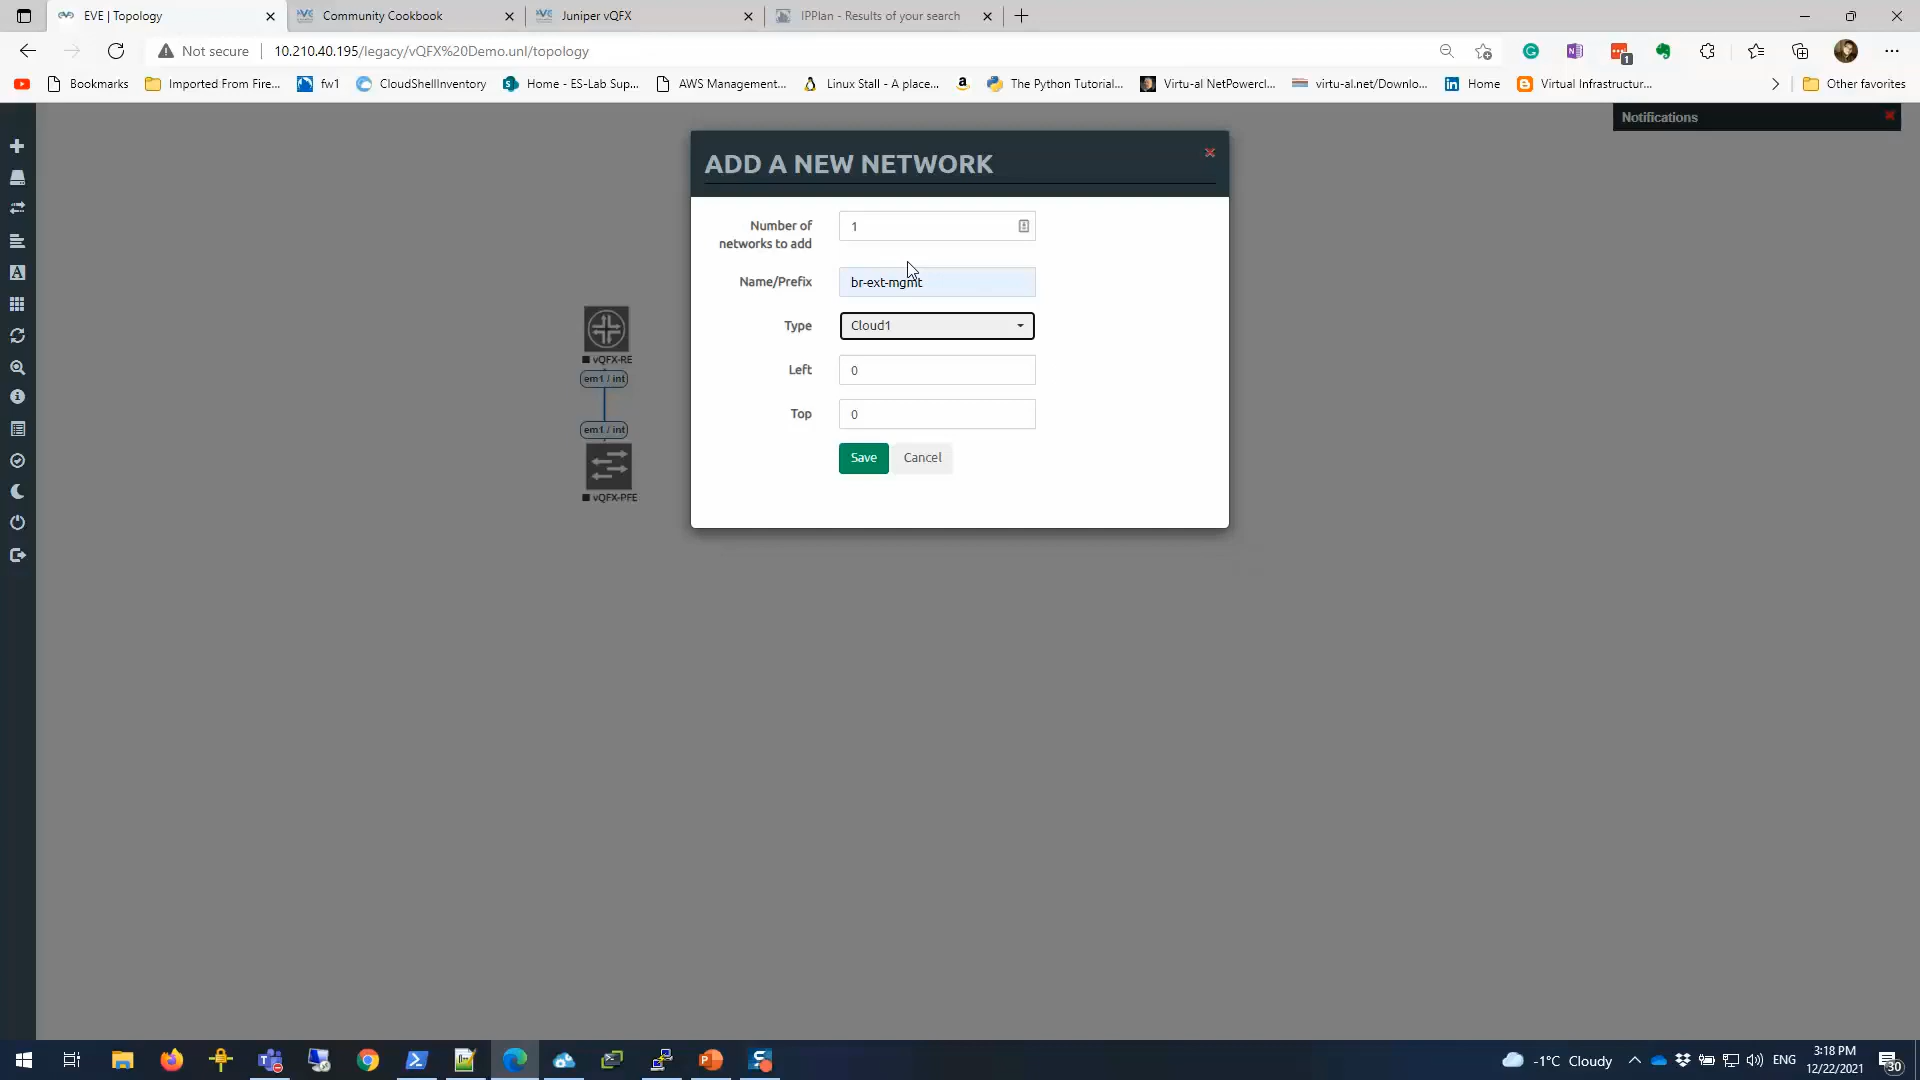 EVE | Topology
Community Cookbook
Juniper vQFX
IPPlan - Results of your search
Not secure
10.210.40.195/legacy/vQFX%20Demo.unl/topology
1
Bookmarks
Imported From Fire...
fw1
CloudShellInventory
Home - ES-Lab Sup...
AWS Management...
Linux Stall - A place...
The Python Tutorial...
Virtu-al NetPowercl...
virtu-al.net/Downlo...
Home
Virtual Infrastructur...
Other favorites
Notifications
ADD A NEW NETWORK
Number of
networks to add
1
Name/Prefix
br-ext-mgmt
Type
Cloud1
Left
0
Top
0
Save
Cancel
vQFX-RE
em1 / int
em1 / int
vQFX-PFE
-1°C Cloudy
ENG
3:18 PM
12/22/2021
30